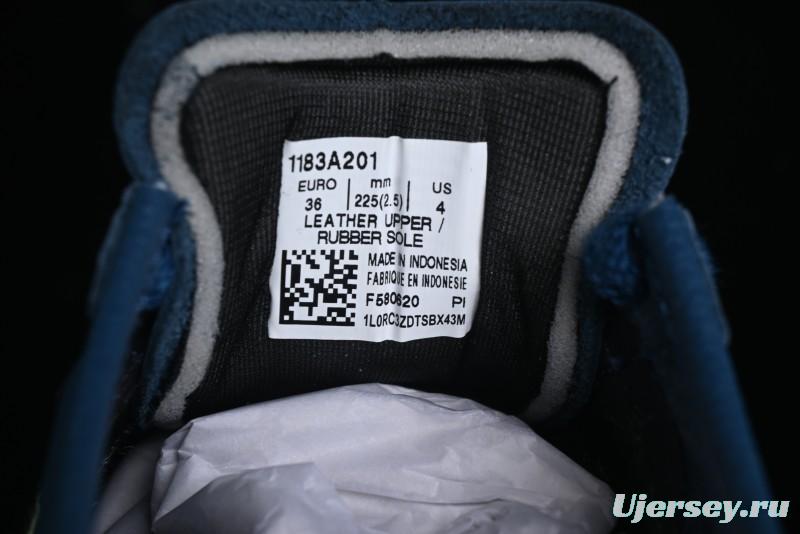 1183A201
EURO mm US
36 225(2.5) 4
LEATHER UPPER /
RUBBER SOLE
MADE IN INDONESIA
FABRIQUE EN INDONESIE
F580620 PI
1L0RC3ZDTSBX43M
Ujersey.ru